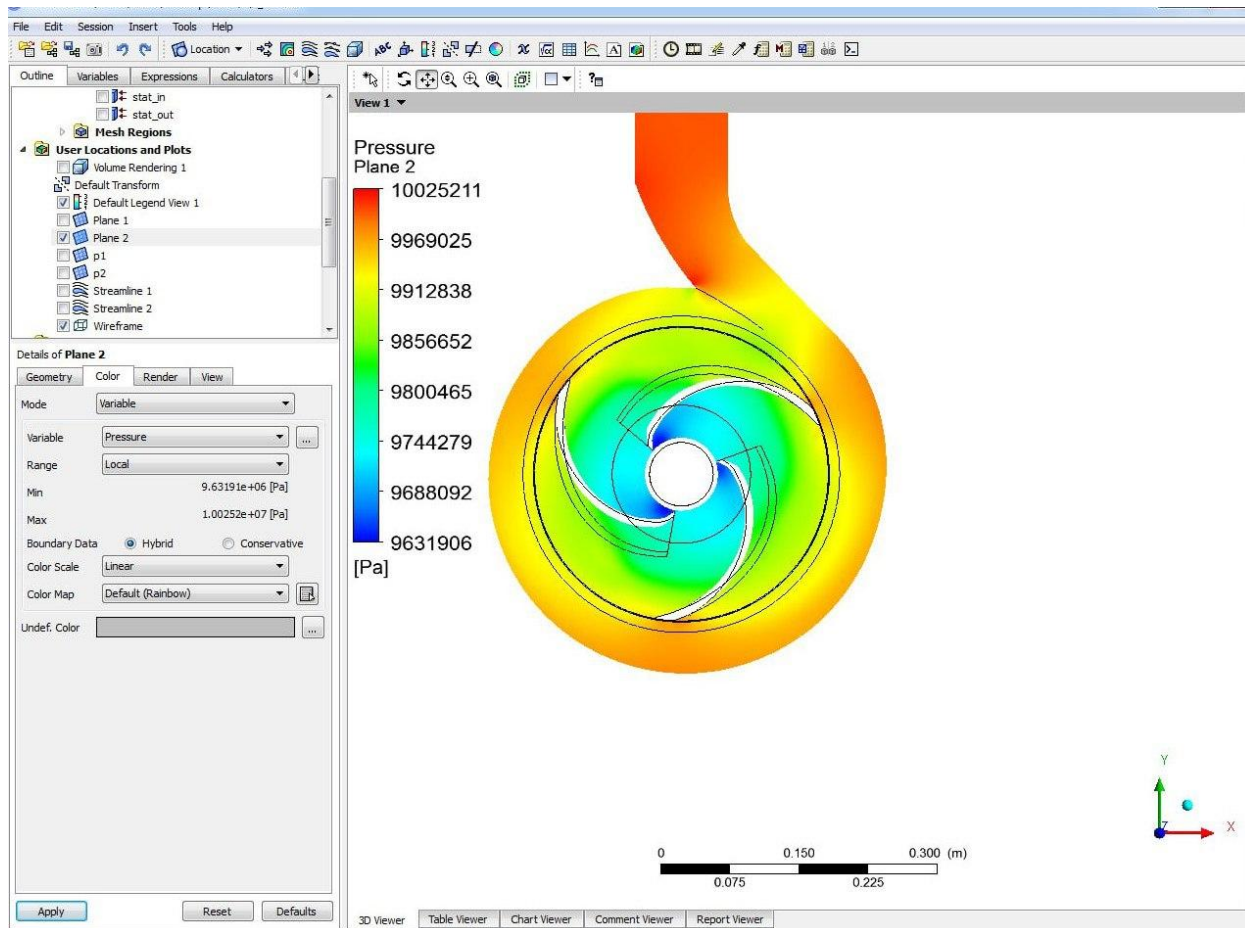 File Edit Session Insert Tools Help
Location
Outline Variables Expressions Calculators
stat_in
stat_out
Mesh Regions
User Locations and Plots
Volume Rendering 1
Default Transform
Default Legend View 1
Plane 1
Plane 2
p1
p2
Streamline 1
Streamline 2
Wireframe
Details of Plane 2
Geometry Color Render View
Mode Variable
Variable Pressure ...
Range Local
Min 9.63191e+06 [Pa]
Max 1.00252e+07 [Pa]
Boundary Data Hybrid Conservative
Color Scale Linear
Color Map Default (Rainbow)
Undef. Color ...
Apply Reset Defaults
View 1
Pressure
Plane 2
10025211
9969025
9912838
9856652
9800465
9744279
9688092
9631906
[Pa]
Y
Z X
0 0.150 0.300 (m)
0.075 0.225
3D Viewer Table Viewer Chart Viewer Comment Viewer Report Viewer